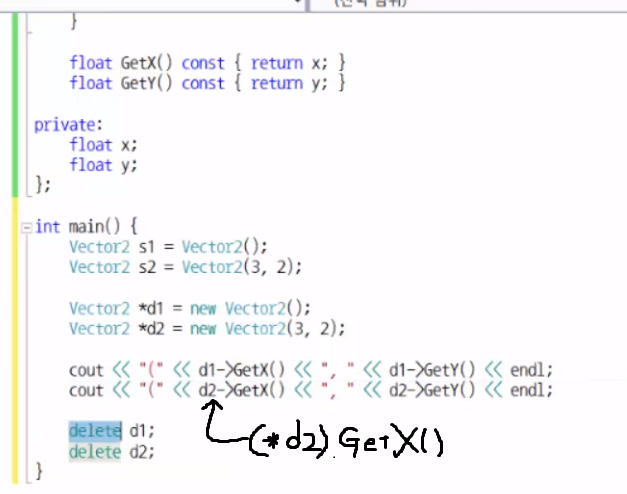 }
float GetX() const { return x; }
float GetY() const { return y; }
private:
float x;
float y;
};
int main() {
Vector2 s1 = Vector2();
Vector2 s2 = Vector2(3, 2);
Vector2 *d1 = new Vector2();
Vector2 *d2 = new Vector2(3, 2);
cout << "(" << d1->GetX() << ", " << d1->GetY() << endl;
cout << "(" << d2->GetX() << ", " << d2->GetY() << endl;
delete d1;
(*d2).GetX()
delete d2;
}